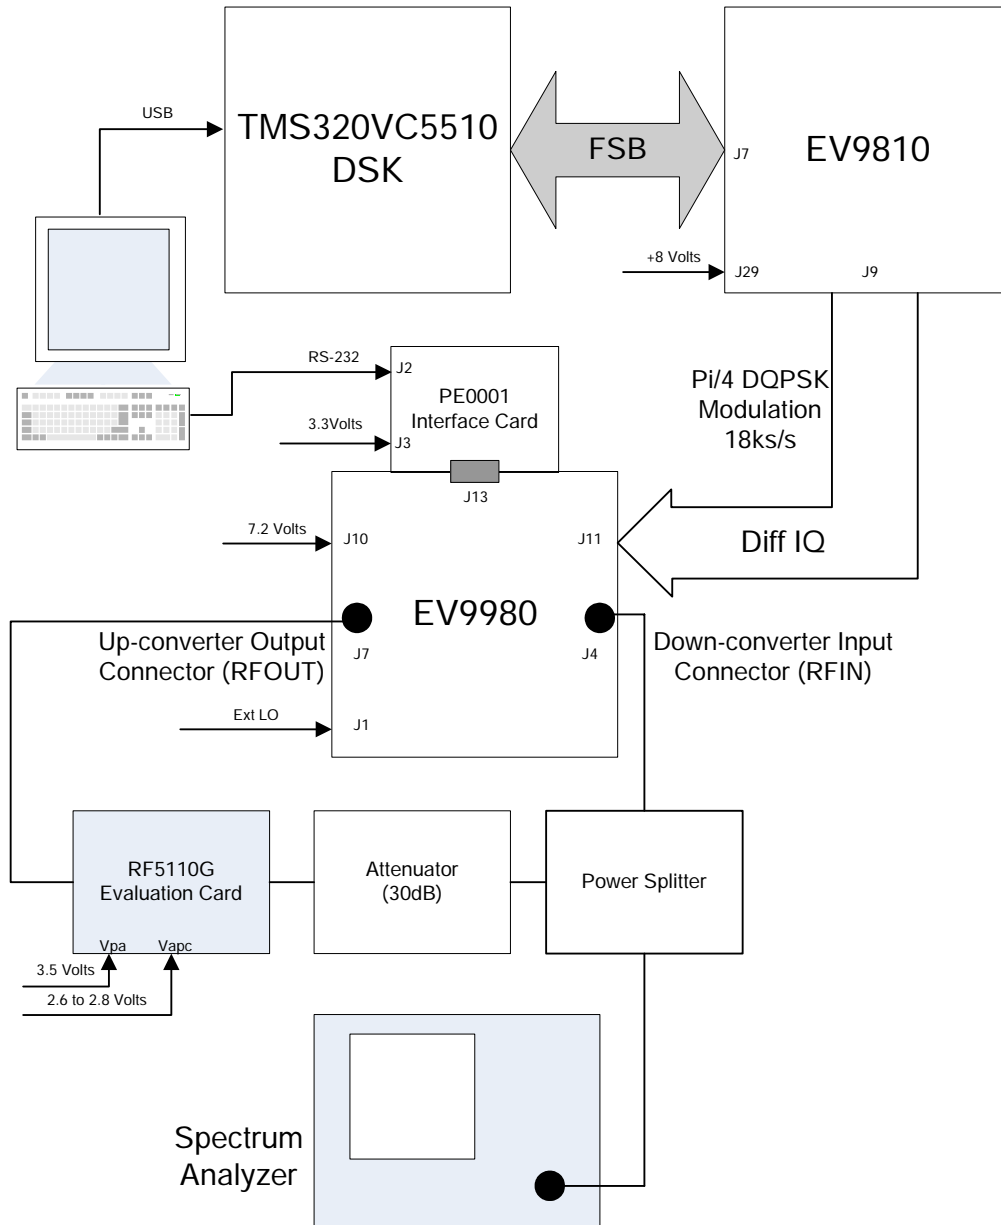 USB
TMS320VC5510
DSK
FSB
J7
EV9810
+8 Volts
J29
J9
RS-232
J2
PE0001
Interface Card
3.3Volts
J3
J13
Pi/4 DQPSK
Modulation
18ks/s
7.2 Volts
J10
J11
Diff IQ
EV9980
Up-converter Output
Connector (RFOUT)
J7
J4
Down-converter Input
Connector (RFIN)
Ext LO
J1
RF5110G
Evaluation Card
Attenuator
(30dB)
Power Splitter
Vpa
Vapc
3.5 Volts
2.6 to 2.8 Volts
Spectrum
Analyzer